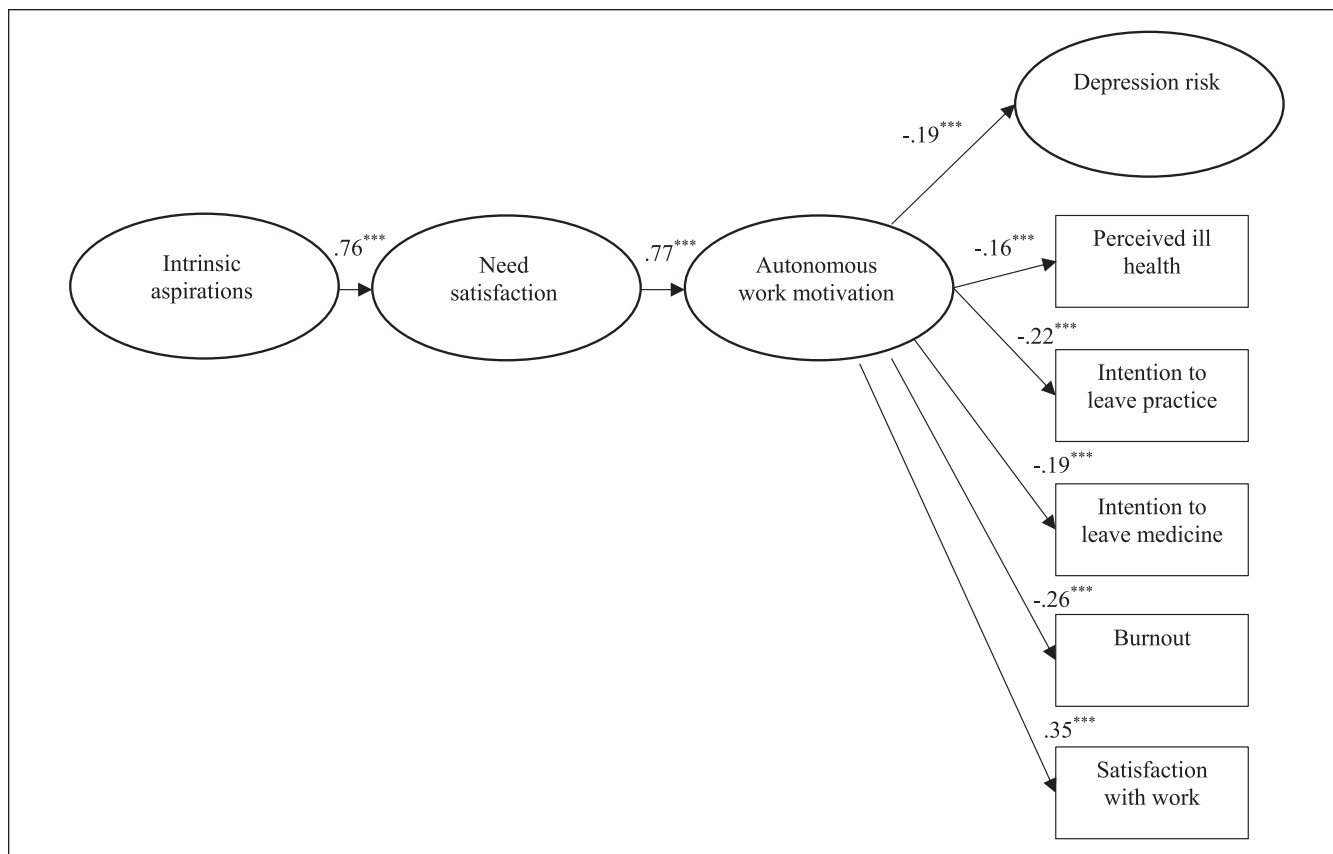 Depression risk
-.19***
.76***
.77***
Intrinsic
aspirations
Need
satisfaction
Autonomous
work motivation
-.16***
Perceived ill
health
-.22***
Intention to
leave practice
-.19***
Intention to
leave medicine
-.26***
Burnout
.35***
Satisfaction
with work